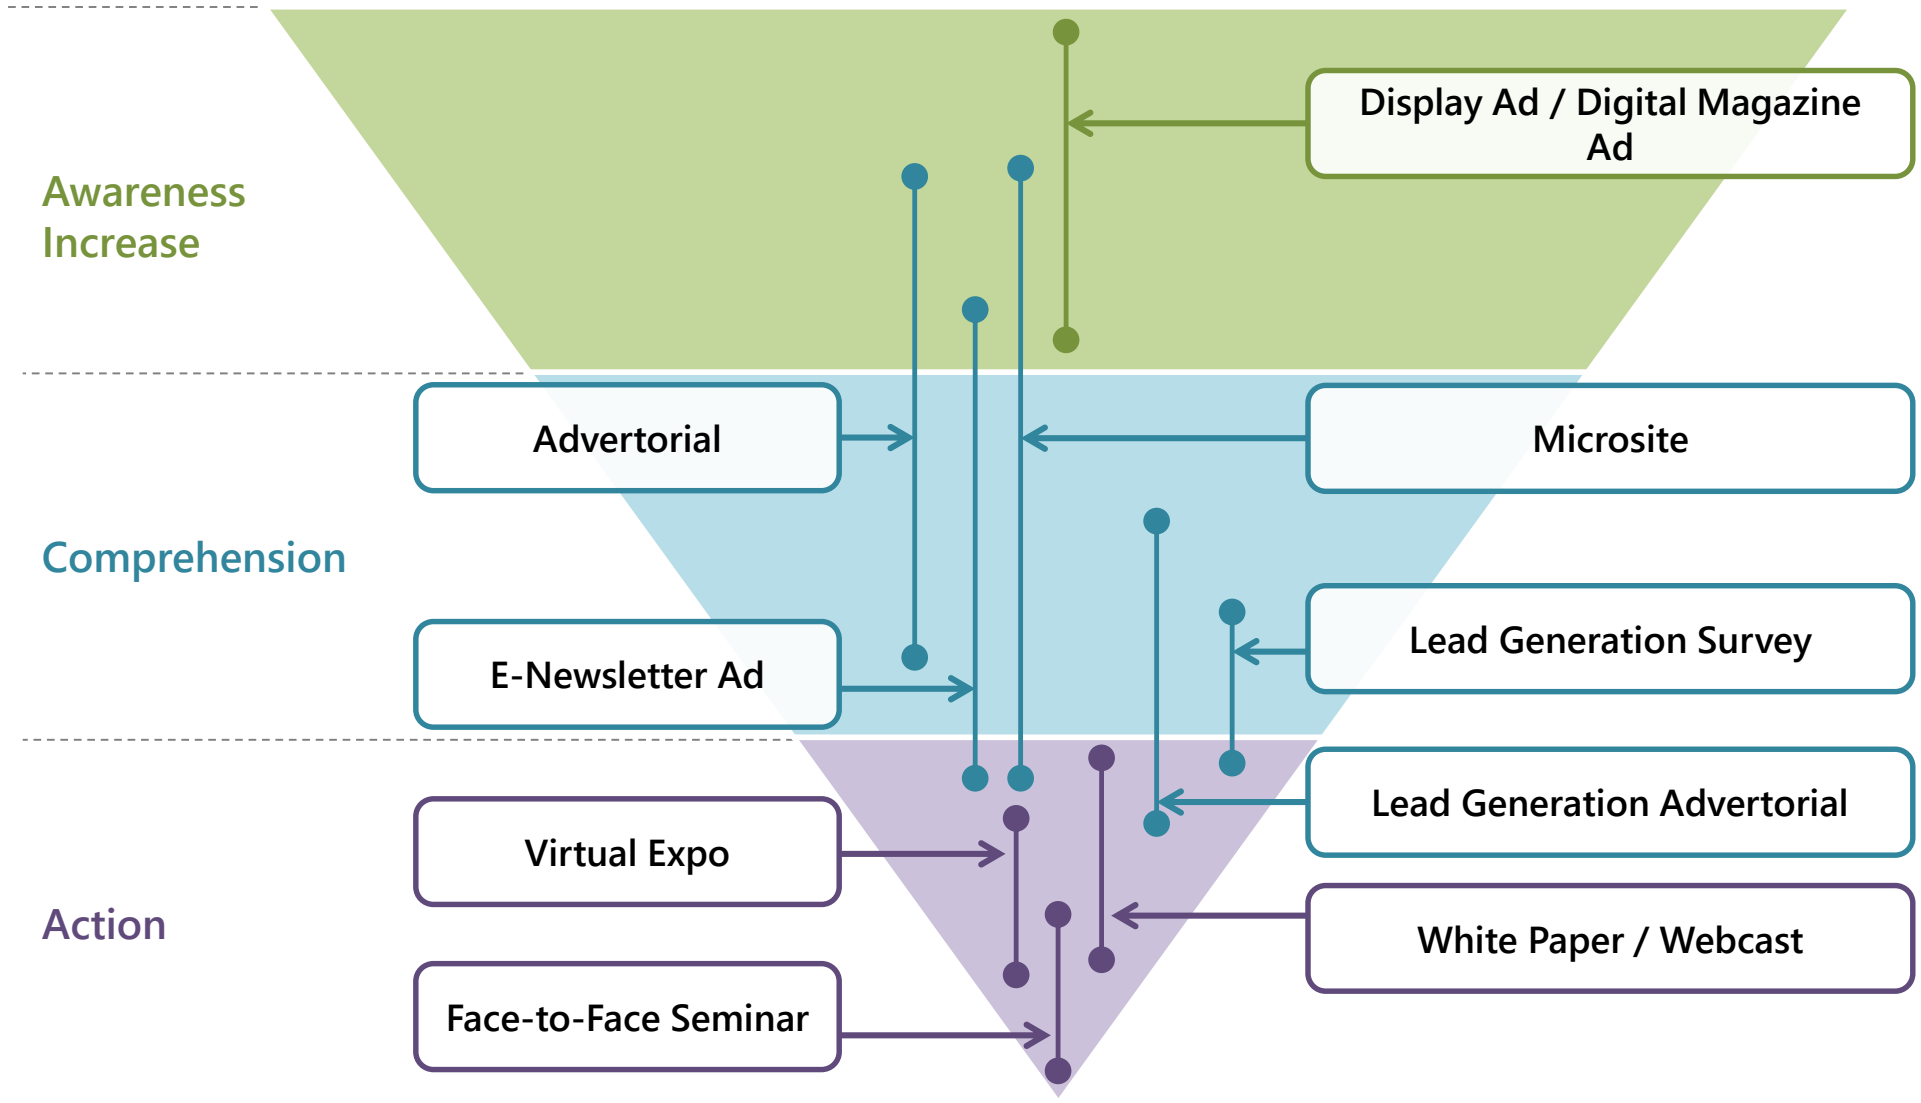 Display Ad / Digital Magazine
Ad
Awareness
Increase
Advertorial
Microsite
Comprehension
Lead Generation Survey
E-Newsletter Ad
Lead Generation Advertorial
Virtual Expo
Action
White Paper / Webcast
Face-to-Face Seminar